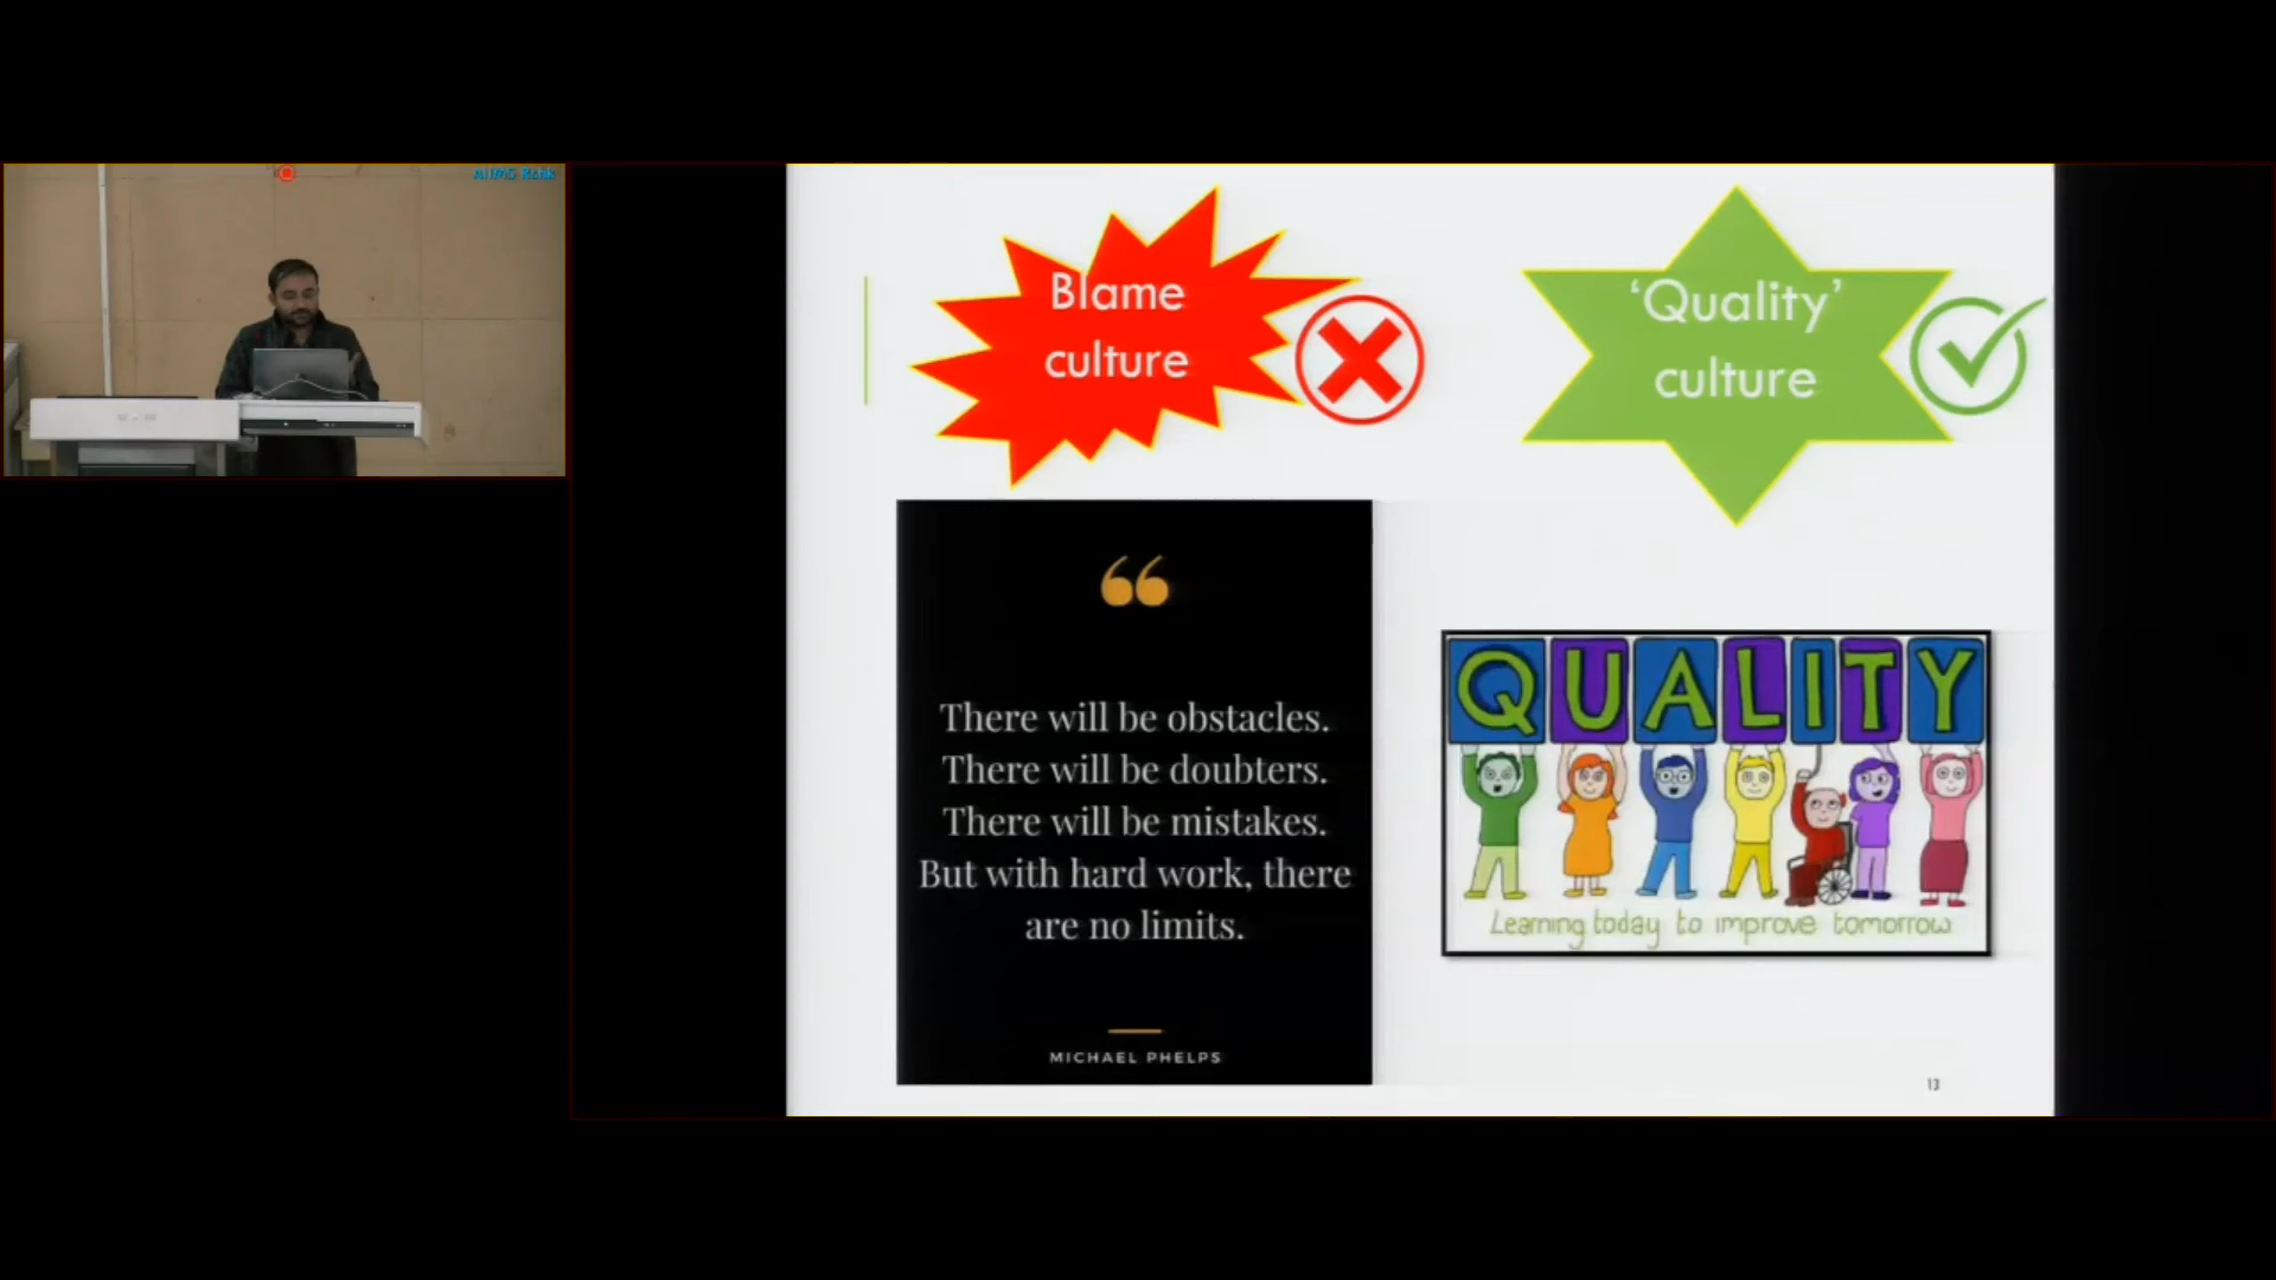 Blame
culture
‘Quality’
culture
There will be obstacles.
There will be doubters.
There will be mistakes.
But with hard work, there
are no limits.
MICHAEL PHELPS
QUALITY
Learning today to improve tomorrow
13